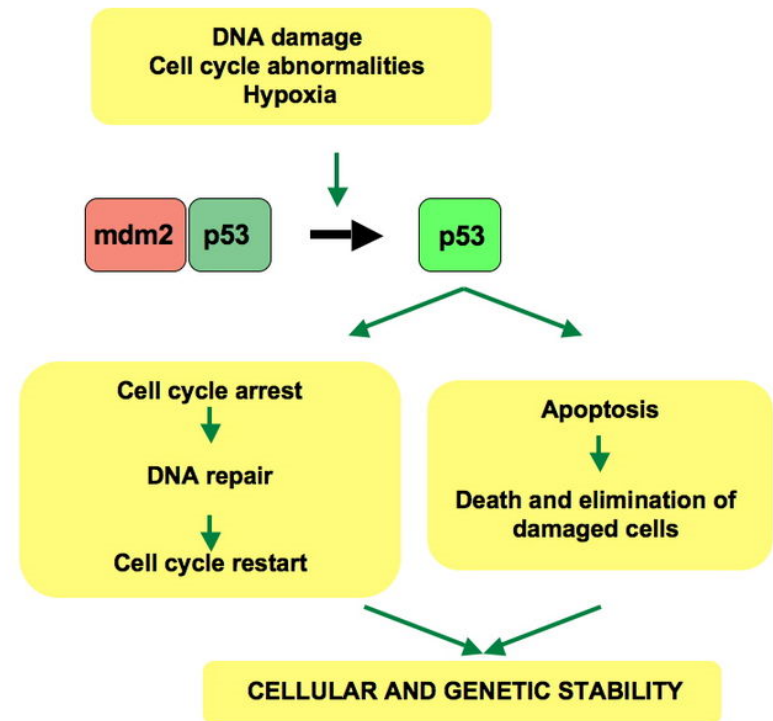 DNA damage
Cell cycle abnormalities
Hypoxia
mdm2
p53
p53
Cell cycle arrest
DNA repair
Cell cycle restart
Apoptosis
Death and elimination of
damaged cells
CELLULAR AND GENETIC STABILITY